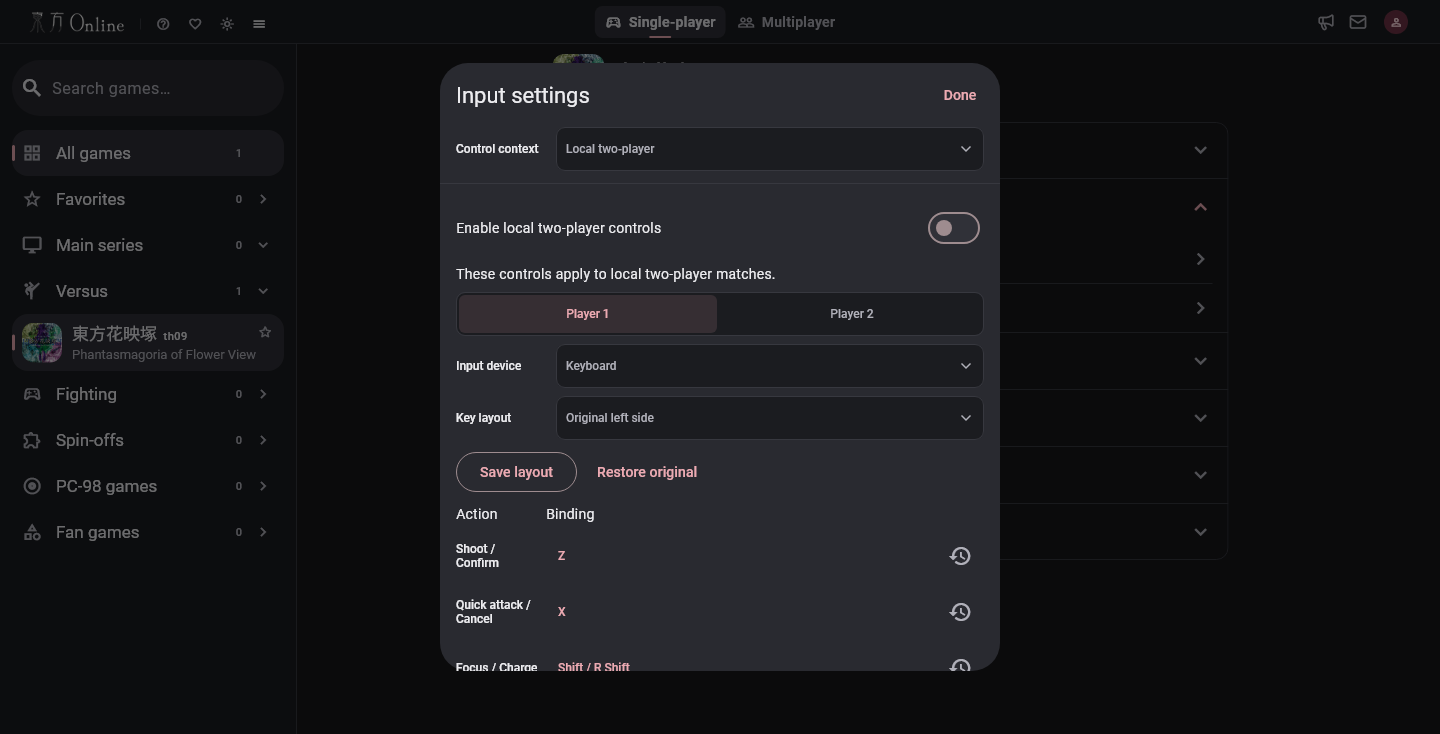 東方 Online
Single-player
Multiplayer
Search games...
All games 1
Favorites 0
Main series 0
Versus 1
東方花映塚 th09
Phantasmagoria of Flower View
Fighting 0
Spin-offs 0
PC-98 games 0
Fan games 0
Input settings
Done
Control context
Local two-player
Enable local two-player controls
These controls apply to local two-player matches.
Player 1
Player 2
Input device
Keyboard
Key layout
Original left side
Save layout
Restore original
Action
Binding
Shoot /
Confirm
Z
Quick attack /
Cancel
X
Focus / Charge
Shift / R Shift